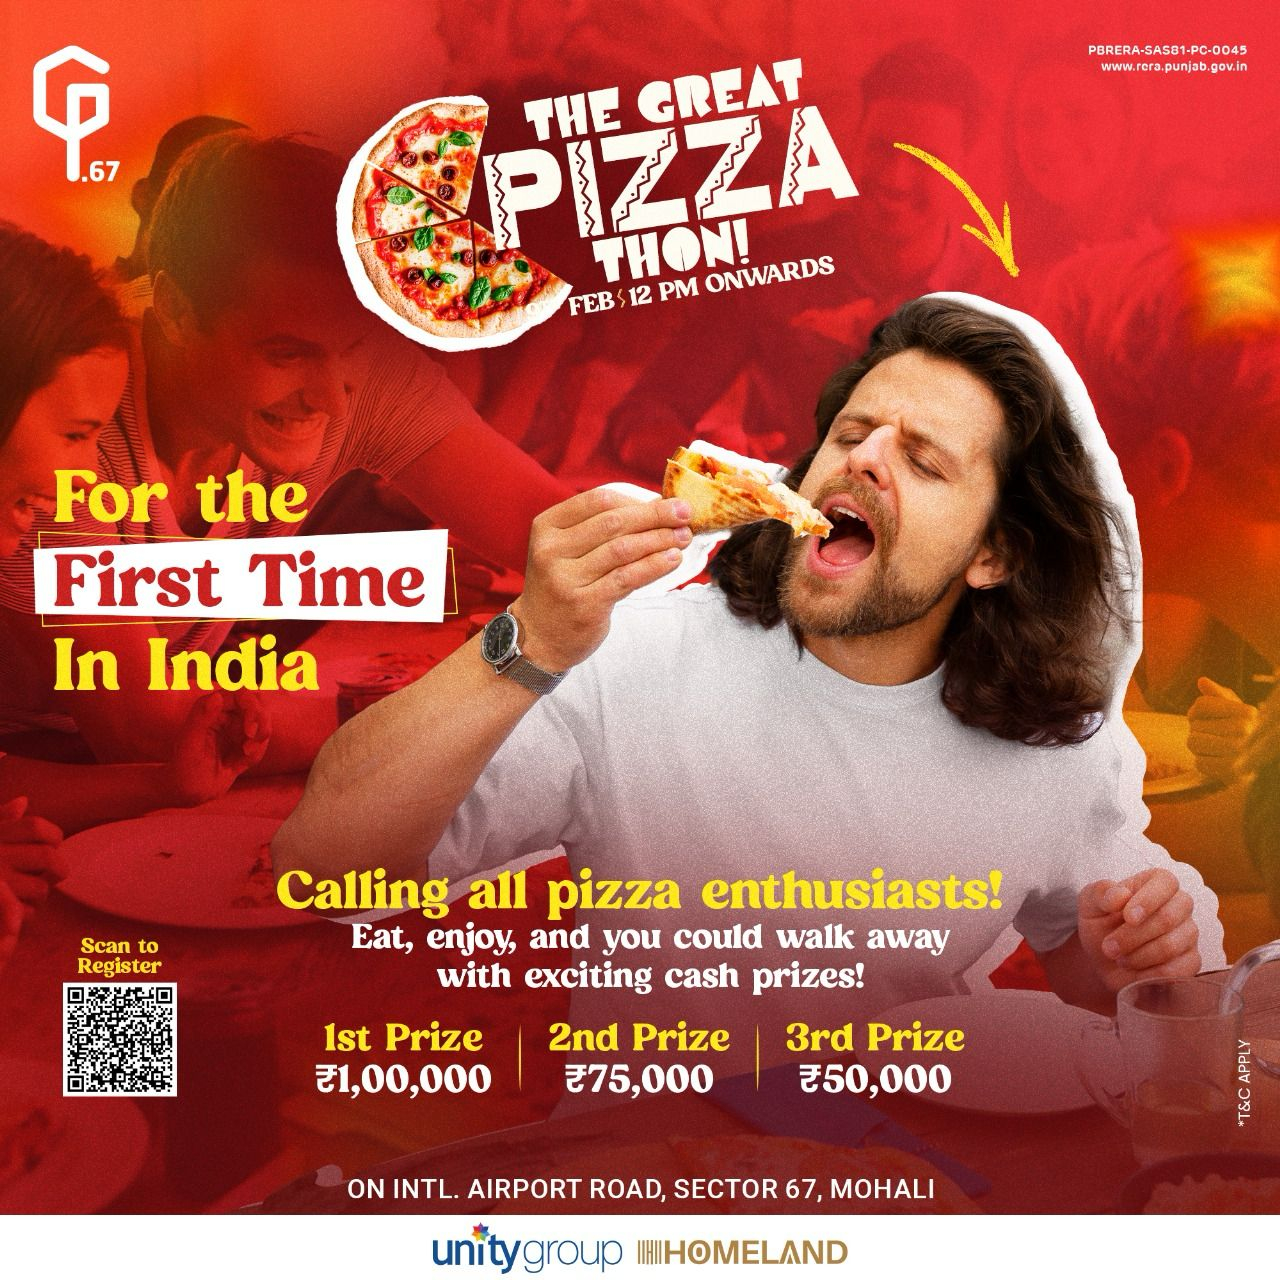 GP.67
PBRERA-SAS81-PC-0045
www.rera.punjab.gov.in
THE GREAT
PIZZA
THON!
FEB 12 PM ONWARDS
For the
First Time
In India
Calling all pizza enthusiasts!
Eat, enjoy, and you could walk away
with exciting cash prizes!
Scan to
Register
1st Prize
₹1,00,000
2nd Prize
₹75,000
3rd Prize
₹50,000
*T&C APPLY
ON INTL. AIRPORT ROAD, SECTOR 67, MOHALI
unitygroup HOMELAND